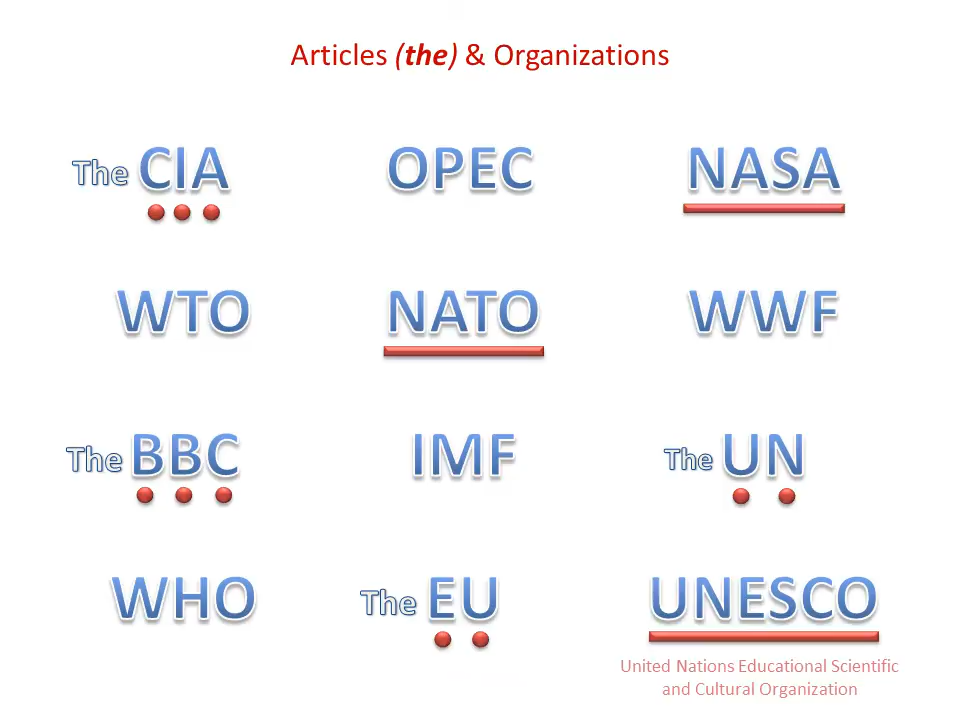 Articles (the) & Organizations
The CIA OPEC NASA
WTO NATO WWF
The BBC IMF The UN
WHO The EU UNESCO
United Nations Educational Scientific
and Cultural Organization